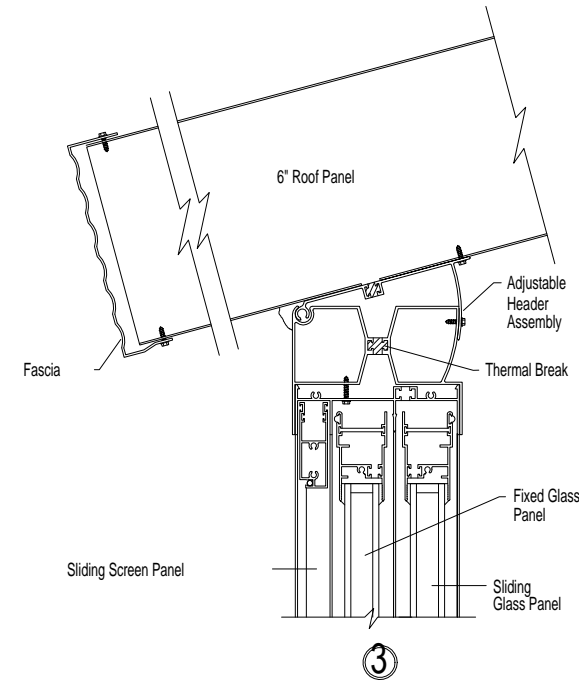 6" Roof Panel
Adjustable
Header
Assembly
Fascia
Thermal Break
Fixed Glass
Panel
Sliding Screen Panel
Sliding
Glass Panel
3